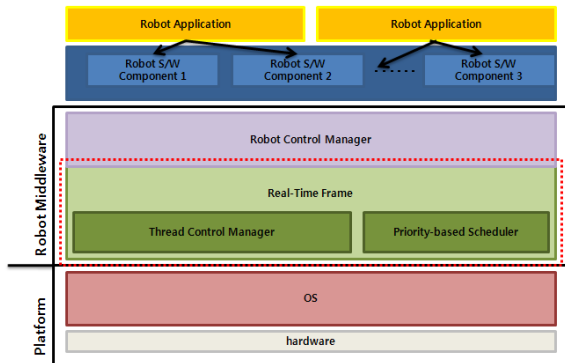 Robot Application
Robot Application
Robot S/W
Component 1
Robot S/W
Component 2
Robot S/W
Component 3
Robot Middleware
Robot Control Manager
Real-Time Frame
Thread Control Manager
Priority-based Scheduler
Platform
OS
hardware